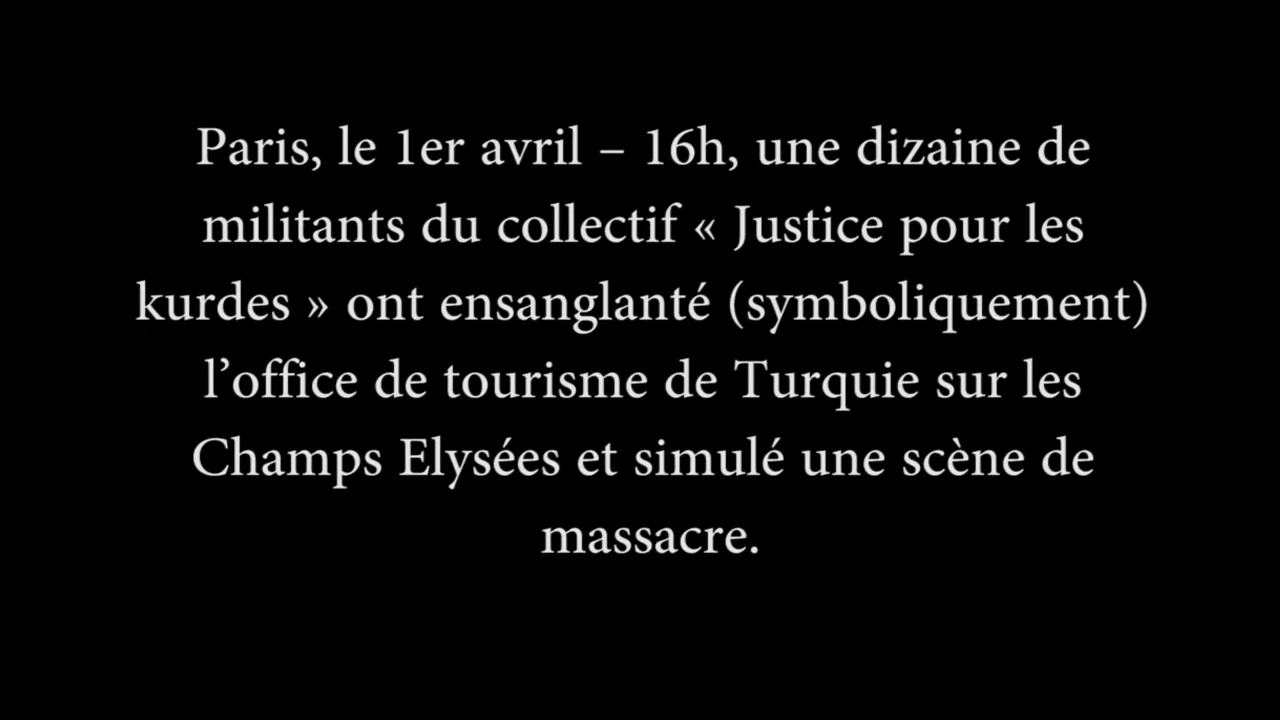 Paris, le 1er avril – 16h, une dizaine de
militants du collectif « Justice pour les
kurdes » ont ensanglanté (symboliquement)
l’office de tourisme de Turquie sur les
Champs Elysées et simulé une scène de
massacre.